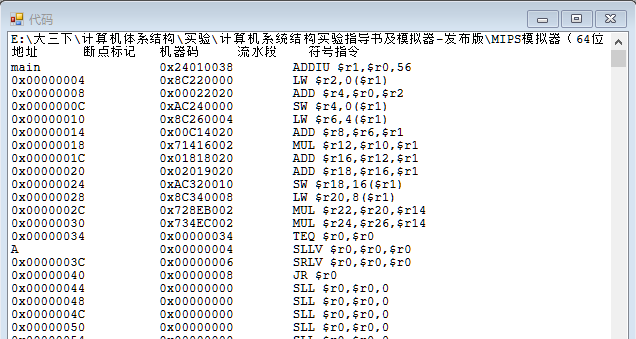 代码
E:\大三下\计算机体系结构\实验\计算机系统结构实验指导书及模拟器-发布版\MIPS模拟器（64位
地址 断点标记 机器码 流水段 符号指令
main 0x24010038 ADDIU $r1,$r0,56
0x00000004 0x8C220000 LW $r2,0($r1)
0x00000008 0x00022020 ADD $r4,$r0,$r2
0x0000000C 0xAC240000 SW $r4,0($r1)
0x00000010 0x8C260004 LW $r6,4($r1)
0x00000014 0x00C14020 ADD $r8,$r6,$r1
0x00000018 0x71416002 MUL $r12,$r10,$r1
0x0000001C 0x01818020 ADD $r16,$r12,$r1
0x00000020 0x02019020 ADD $r18,$r16,$r1
0x00000024 0xAC320010 SW $r18,16($r1)
0x00000028 0x8C340008 LW $r20,8($r1)
0x0000002C 0x728EB002 MUL $r22,$r20,$r14
0x00000030 0x734EC002 MUL $r24,$r26,$r14
0x00000034 0x00000034 TEQ $r0,$r0
A 0x00000004 SLLV $r0,$r0,$r0
0x0000003C 0x00000006 SRLV $r0,$r0,$r0
0x00000040 0x00000008 JR $r0
0x00000044 0x00000000 SLL $r0,$r0,0
0x00000048 0x00000000 SLL $r0,$r0,0
0x0000004C 0x00000000 SLL $r0,$r0,0
0x00000050 0x00000000 SLL $r0,$r0,0
0x00000054 0x00000000 SLL $r0,$r0,0